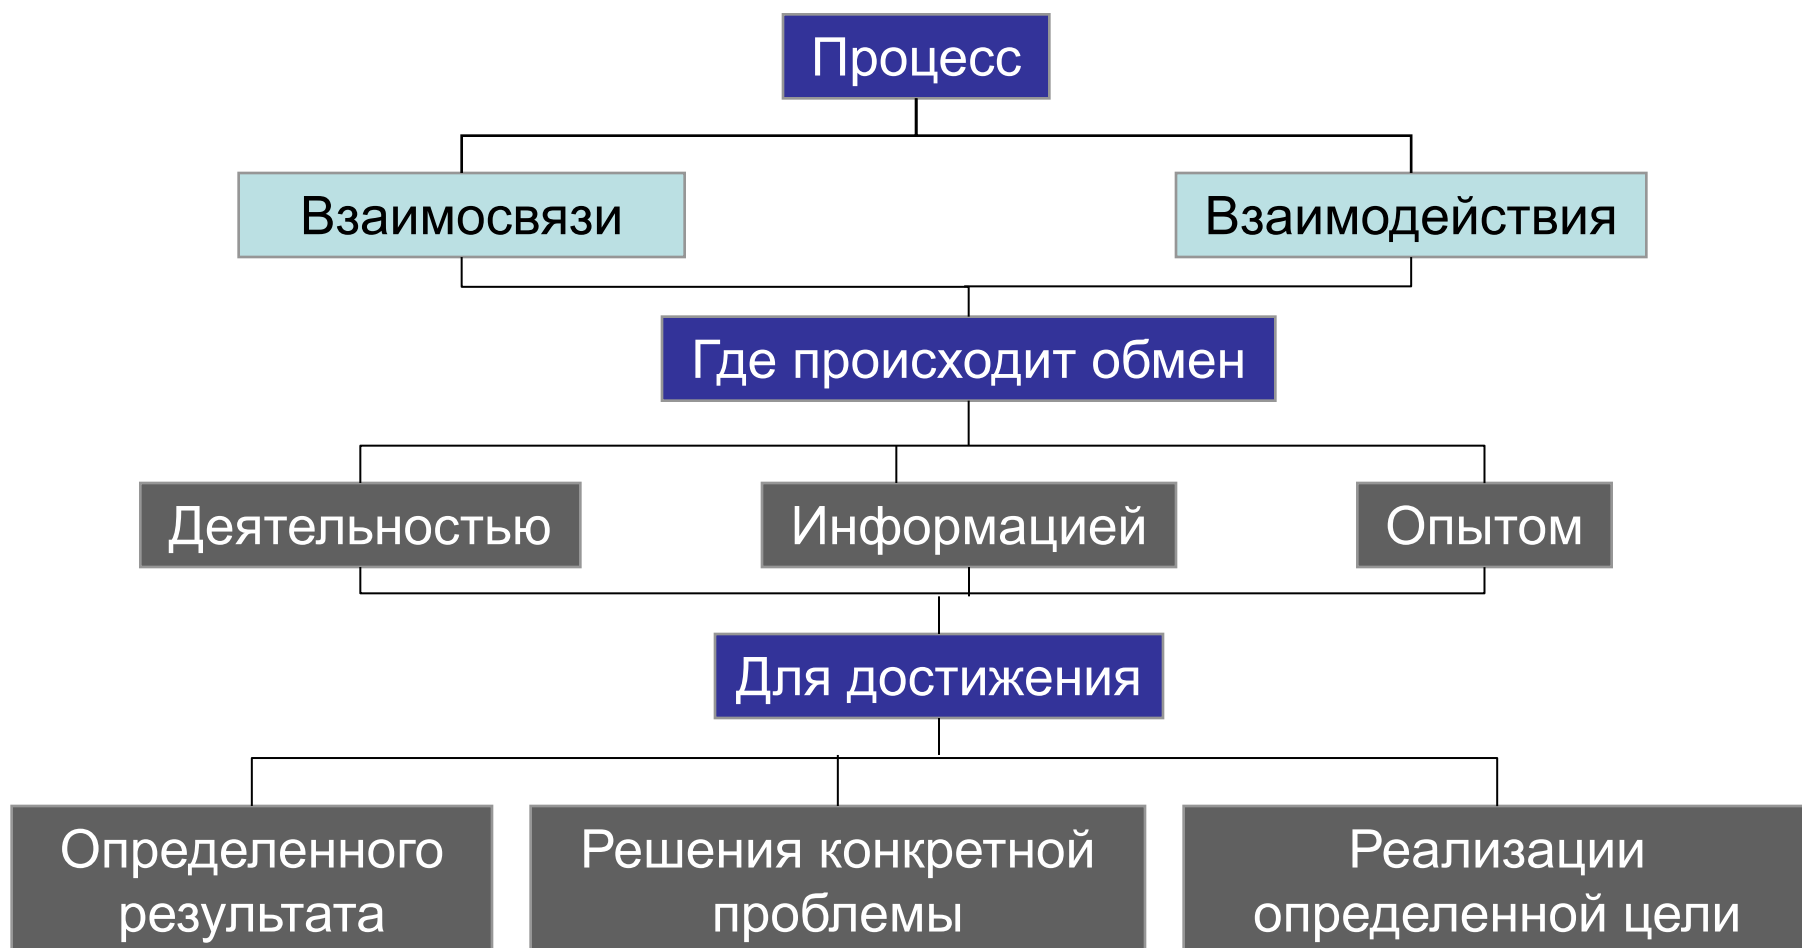 Процесс
Взаимосвязи
Взаимодействия
Где происходит обмен
Деятельностью
Информацией
Опытом
Для достижения
Определенного
результата
Решения конкретной
проблемы
Реализации
определенной цели